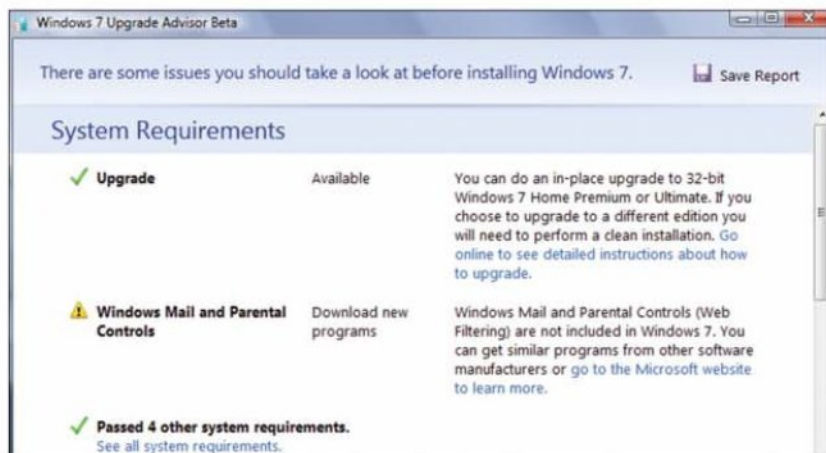 Windows 7 Upgrade Advisor Beta
There are some issues you should take a look at before installing Windows 7.
Save Report
System Requirements
Upgrade
Available
You can do an in-place upgrade to 32-bit
Windows 7 Home Premium or Ultimate. If you
choose to upgrade to a different edition you
will need to perform a clean installation. Go
online to see detailed instructions about how
to upgrade.
Windows Mail and Parental
Controls
Download new
programs
Windows Mail and Parental Controls (Web
Filtering) are not included in Windows 7. You
can get similar programs from other software
manufacturers or go to the Microsoft website
to learn more.
Passed 4 other system requirements.
See all system requirements.